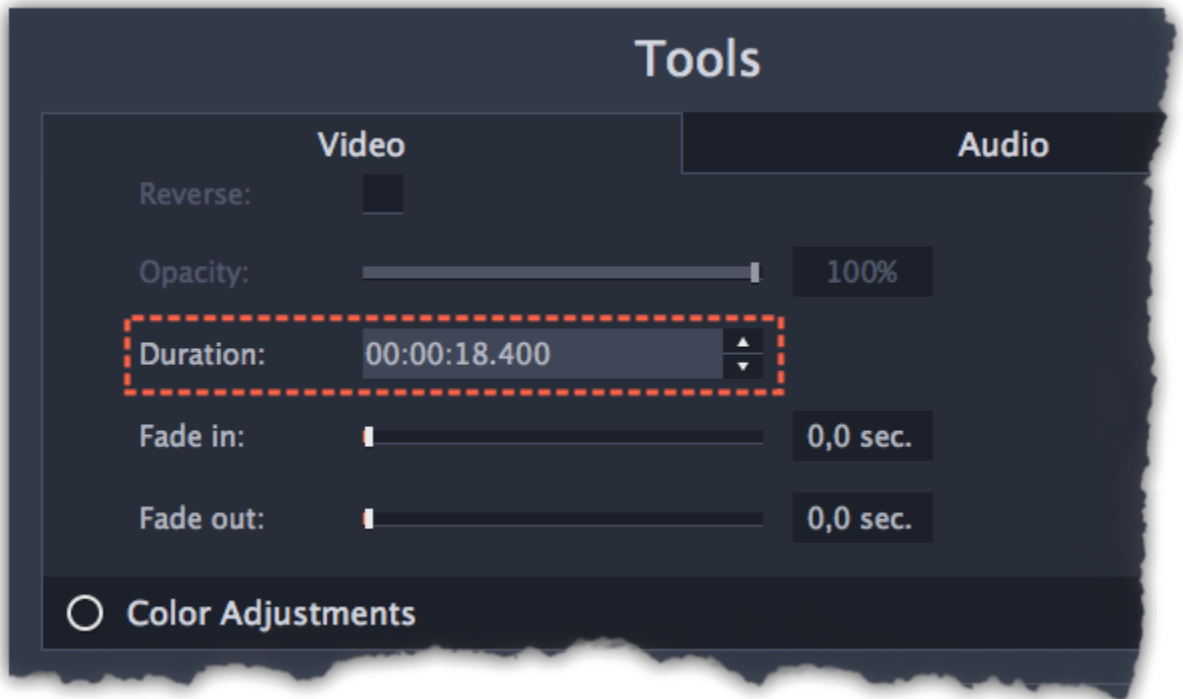 Tools
Video Audio
Reverse:
Opacity: 100%
Duration: 00:00:18.400
Fade in: 0,0 sec.
Fade out: 0,0 sec.
Color Adjustments